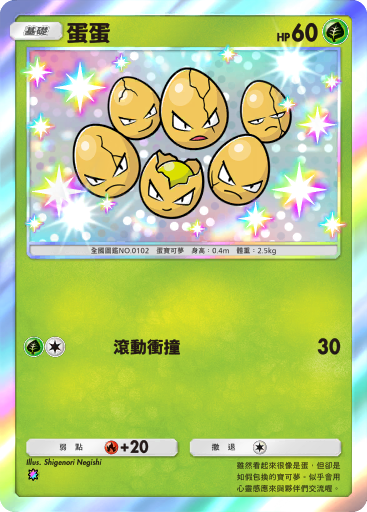 基礎 蛋蛋 HP 60
全國圖鑑NO.0102 蛋寶可夢 身高：0.4m 體重：2.5kg
滾動衝撞 30
弱點 +20 撤退
Illus. Shigenori Negishi
雖然看起來很像是蛋，但卻是
如假包換的寶可夢。似乎會用
心靈感應來與夥伴們交流喔。